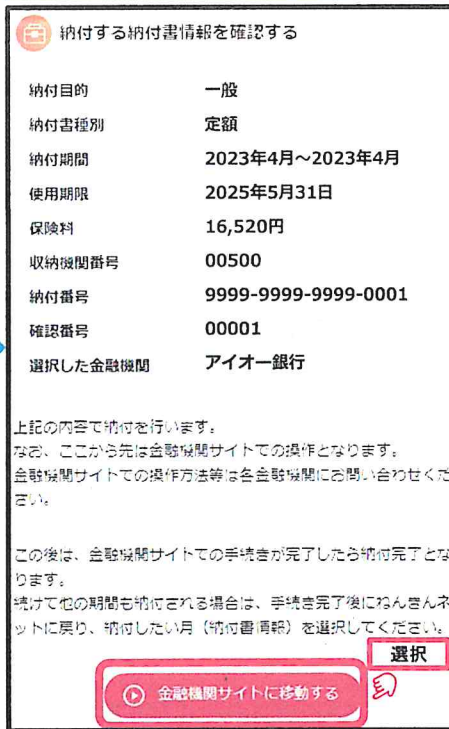 納付する納付書情報を確認する
納付目的 一般
納付書種別 定額
納付期間 2023年4月～2023年4月
使用期限 2025年5月31日
保険料 16,520円
収納機関番号 00500
納付番号 9999-9999-9999-0001
確認番号 00001
選択した金融機関 アイオー銀行
上記の内容で納付を行います。
なお、ここから先は金融機関サイトでの操作となります。
金融機関サイトでの操作方法等は各金融機関にお問い合わせくだ
さい。
この後は、金融機関サイトでの手続きが完了したら納付完了とな
ります。
続けて他の期間も納付される場合は、手続き完了後にねんきんネ
ットに戻り、納付したい月（納付書情報）を選択してください。
選択
金融機関サイトに移動する